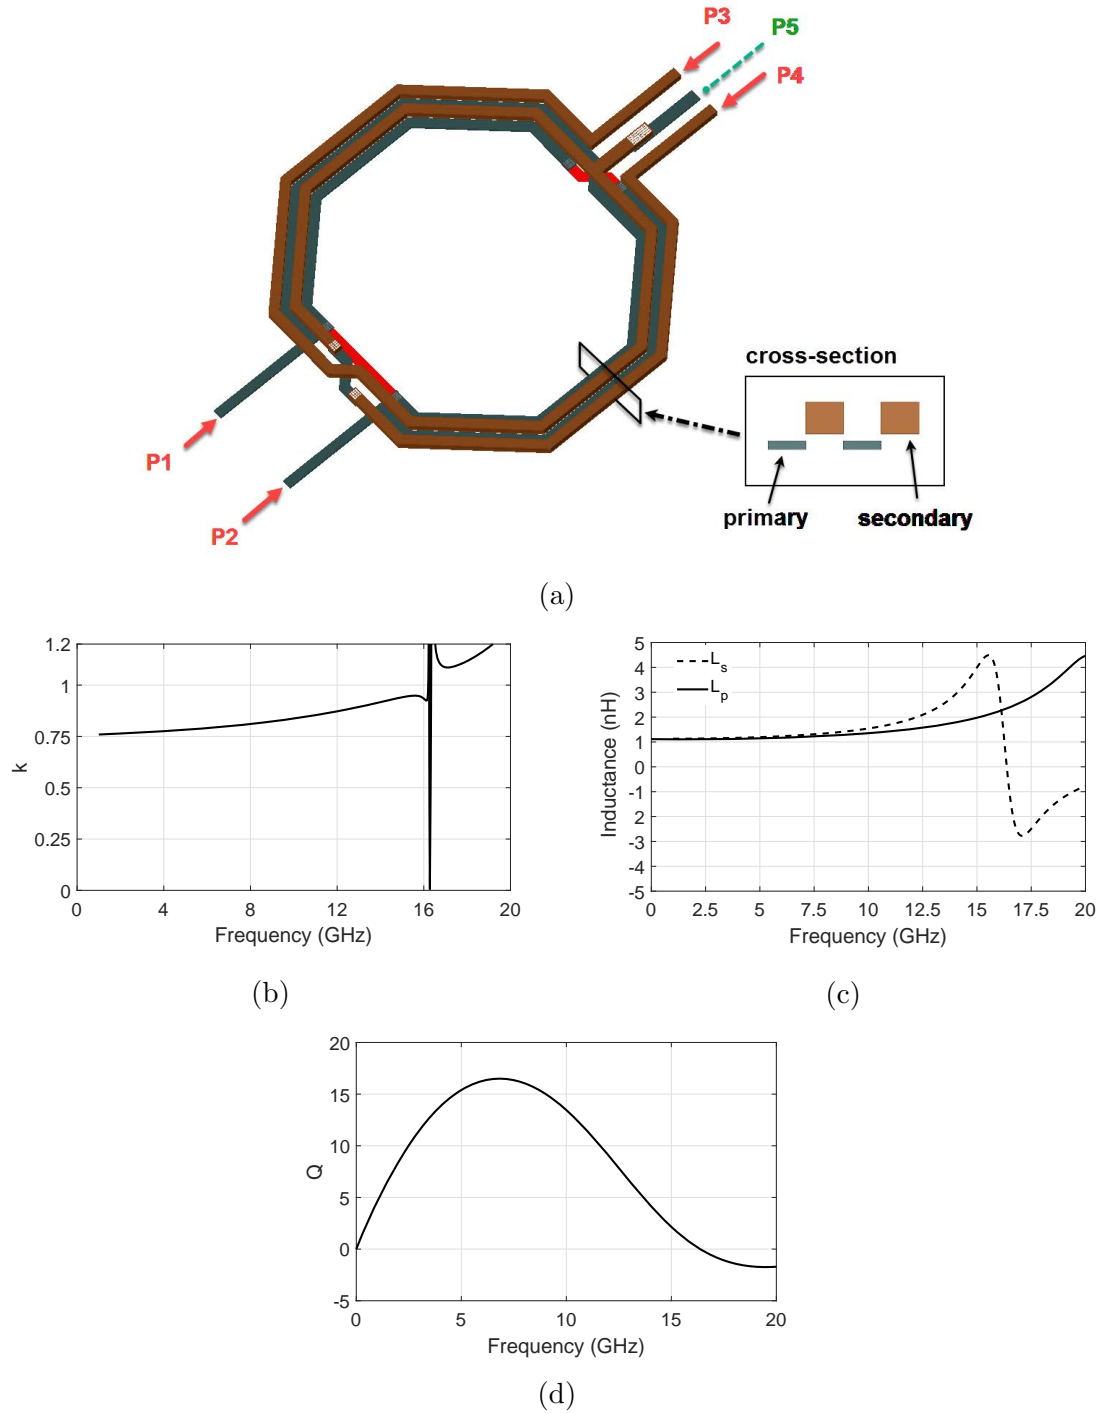 P3
P5
P4
P1
P2
cross-section
primary
secondary
(a)
1.2
1
0.75
0.5
0.25
0
k
0 4 8 12 16 20
Frequency (GHz)
(b)
5
4
3
2
1
0
-1
2
-3
-4
-5
Inductance (nH)
L_s
L_p
0 2.5 5 7.5 10 12.5 15 17.5 20
Frequency (GHz)
(c)
20
15
10
5
0
-5
Q
0 5 10 15 20
Frequency (GHz)
(d)